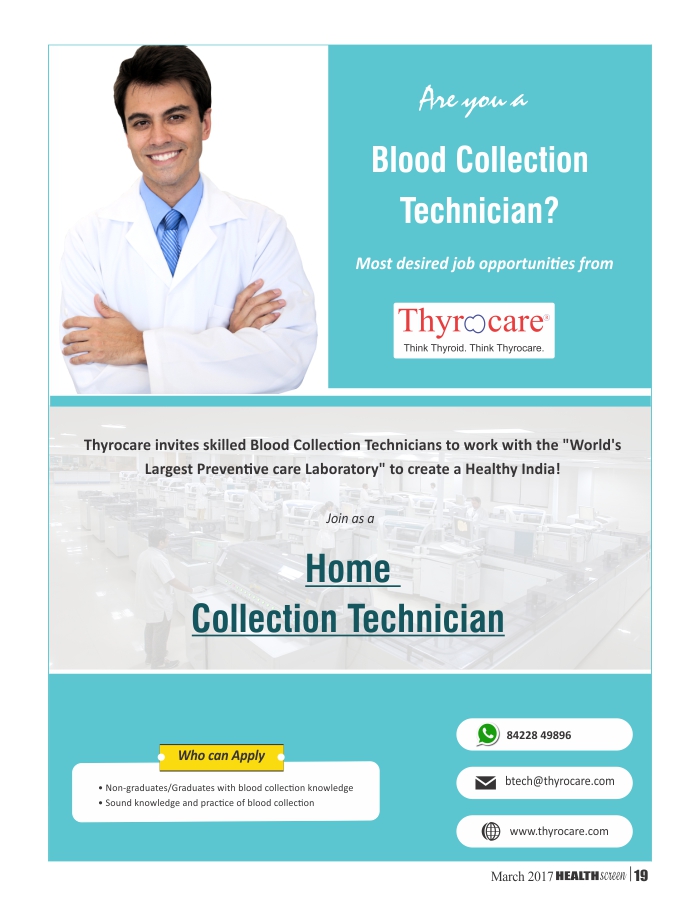 Are you a
Blood Collection
Technician?
Most desired job opportunities from
Thyrocare®
Think Thyroid. Think Thyrocare.
Thyrocare invites skilled Blood Collection Technicians to work with the "World's
Largest Preventive care Laboratory" to create a Healthy India!
Join as a
Home
Collection Technician
Who can Apply
• Non-graduates/Graduates with blood collection knowledge
• Sound knowledge and practice of blood collection
84228 49896
btech@thyrocare.com
www.thyrocare.com
March 2017 HEALTHscreen | 19